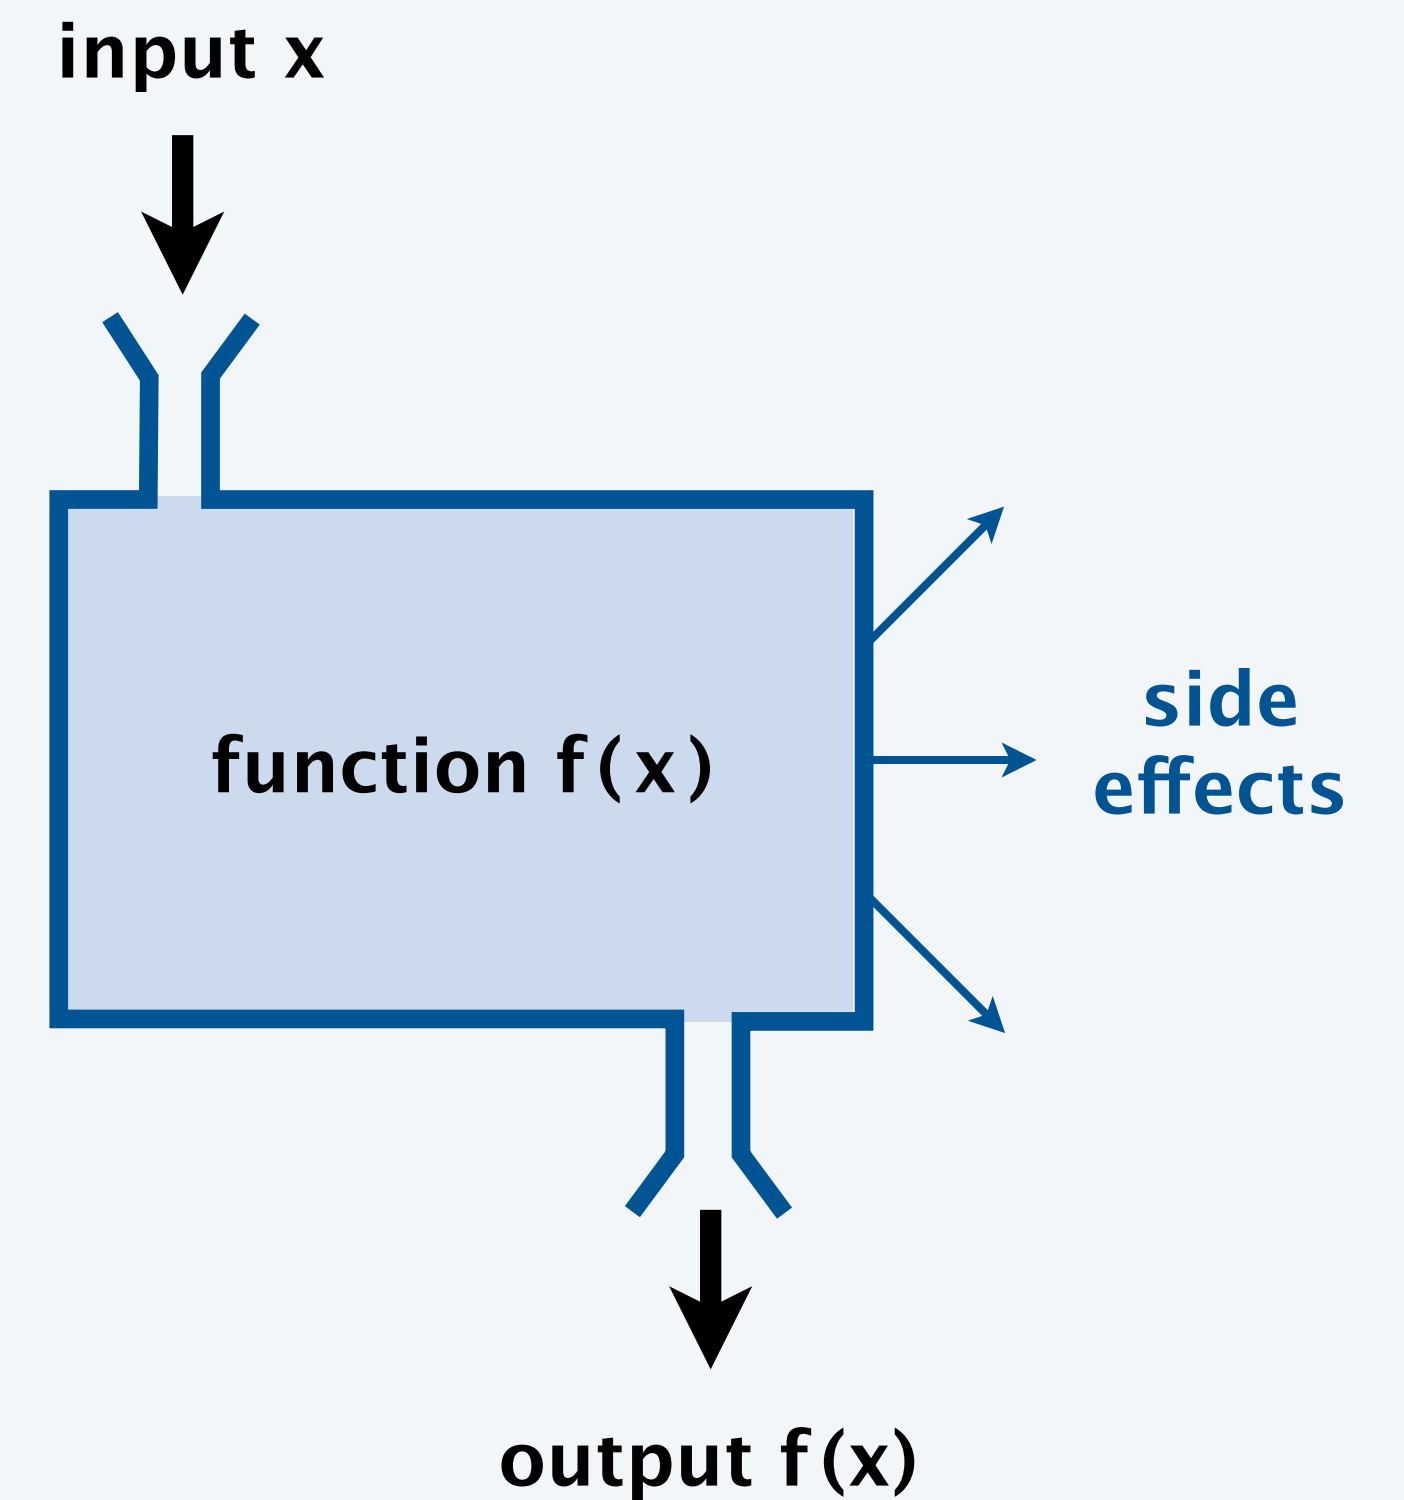 input x
function f(x)
side
effects
output f(x)